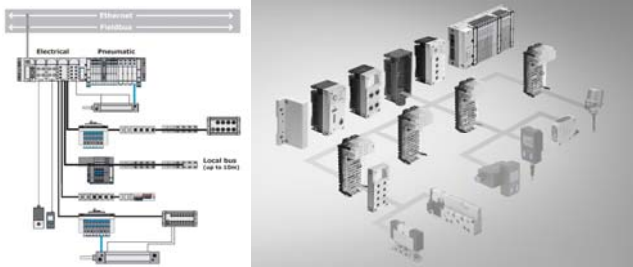 Ethernet
Fieldbus
Electrical
Pneumatic
Local bus
(up to 10m)